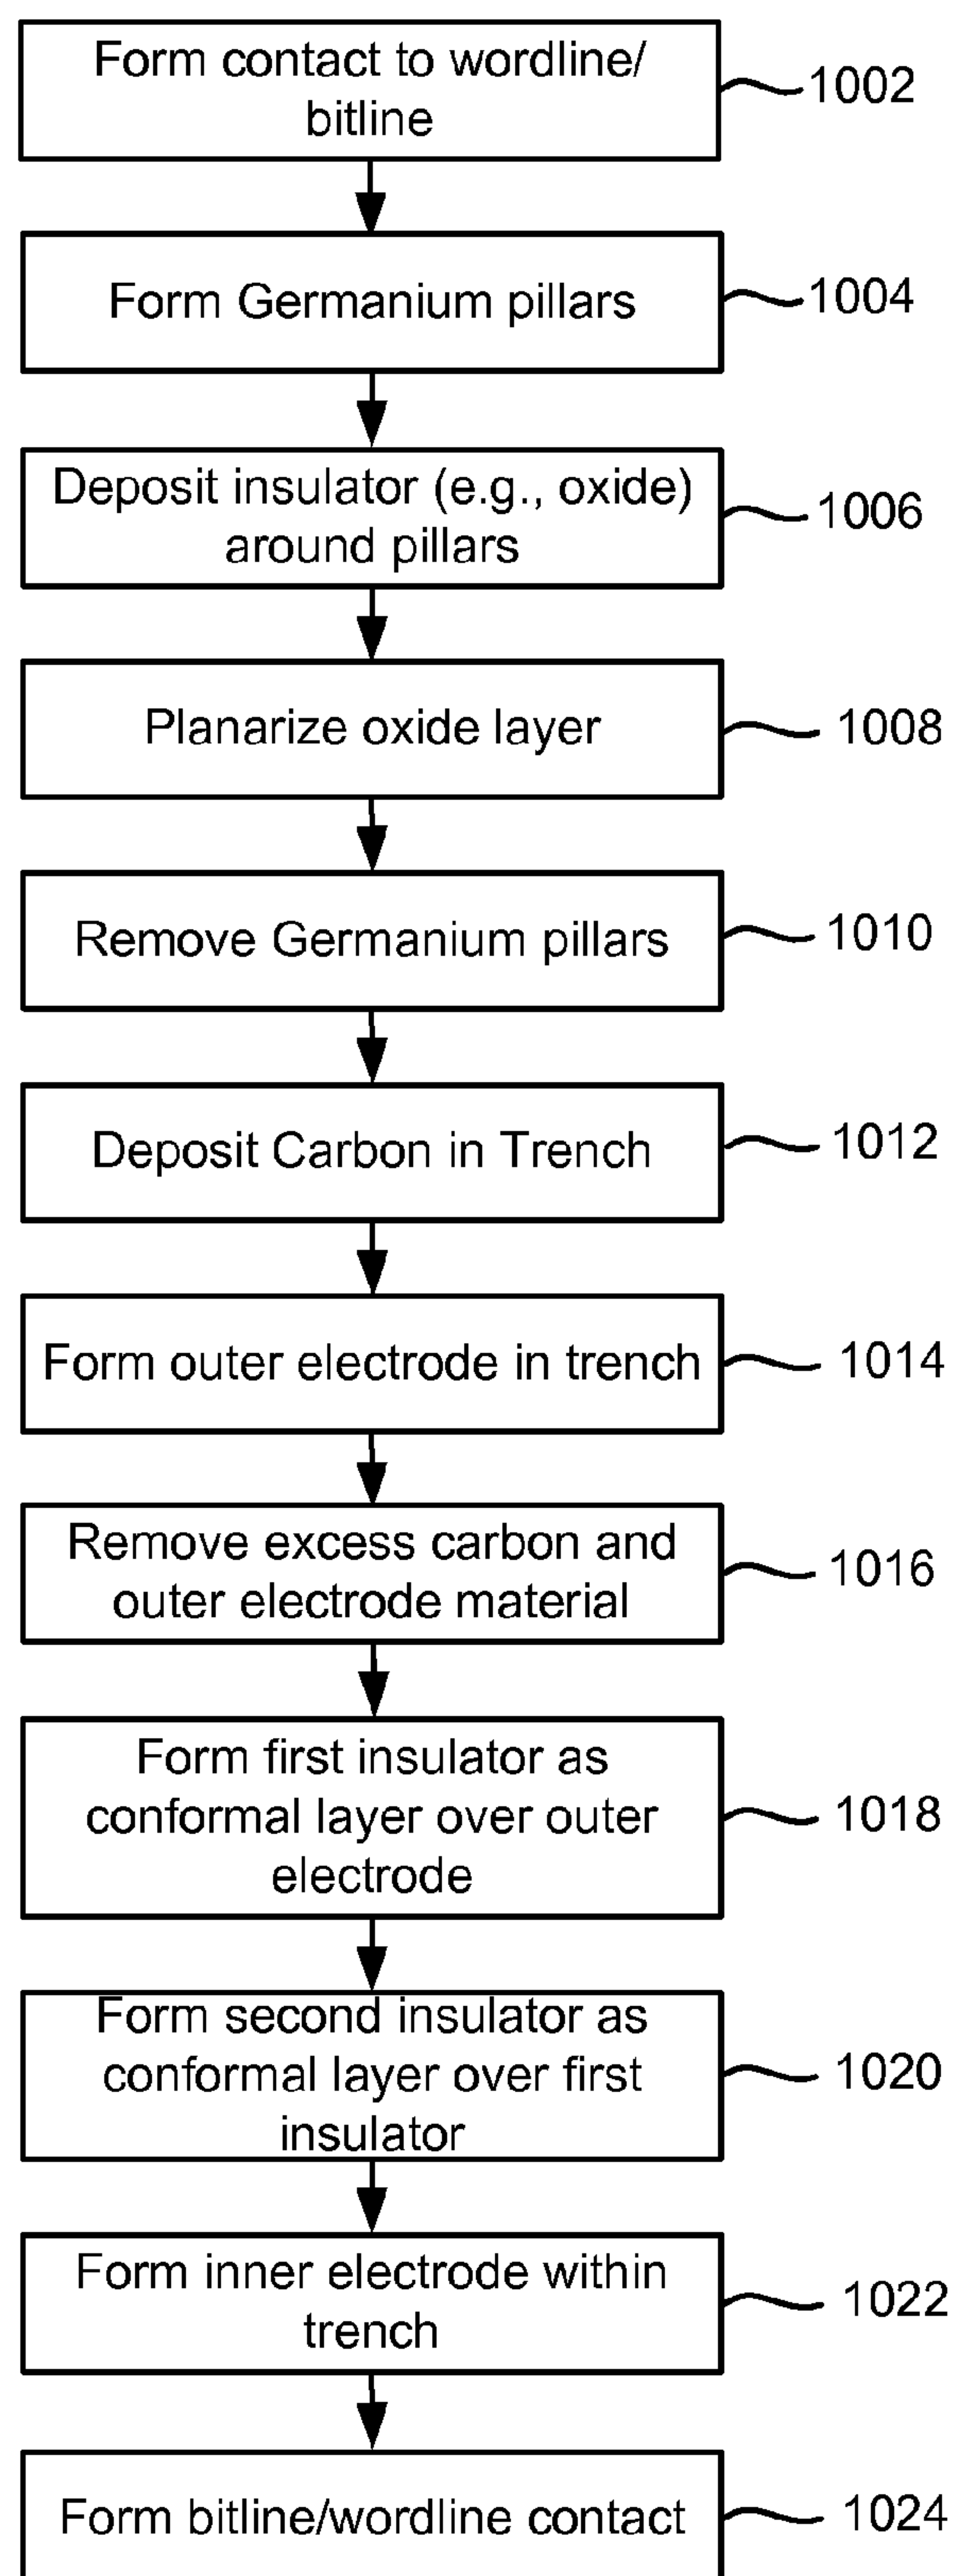 Form contact to wordline/
bitline
1002
Form Germanium pillars
1004
Deposit insulator (e.g., oxide)
around pillars
1006
Planarize oxide layer
1008
Remove Germanium pillars
1010
Deposit Carbon in Trench
1012
Form outer electrode in trench
1014
Remove excess carbon and
outer electrode material
1016
Form first insulator as
conformal layer over outer
electrode
1018
Form second insulator as
conformal layer over first
insulator
1020
Form inner electrode within
trench
1022
Form bitline/wordline contact
1024